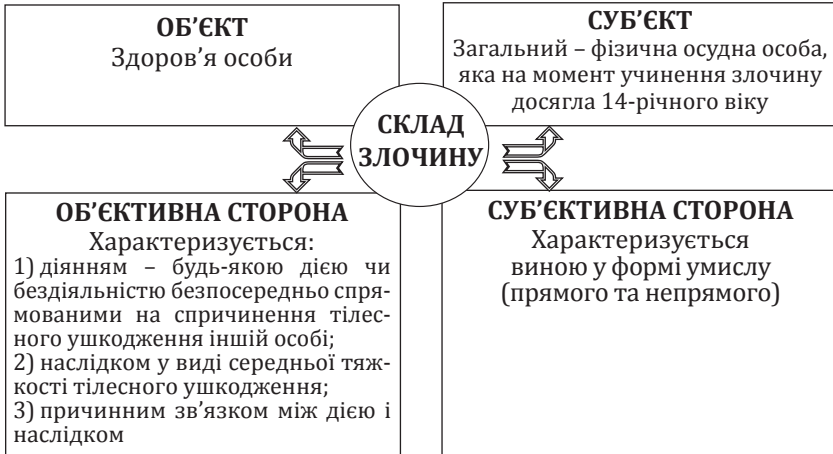 ОБ’ЄКТ
Здоров’я особи
СУБ’ЄКТ
Загальний – фізична осудна особа,
яка на момент учинення злочину
досягла 14-річного віку
СКЛАД
ЗЛОЧИНУ
ОБ’ЄКТИВНА СТОРОНА
Характеризується:
1) діянням – будь-якою дією чи
бездіяльністю безпосередньо спря-
мованими на спричинення тілес-
ного ушкодження іншій особі;
2) наслідком у виді середньої тяж-
кості тілесного ушкодження;
3) причинним зв’язком між дією і
наслідком
СУБ’ЄКТИВНА СТОРОНА
Характеризується
виною у формі умислу
(прямого та непрямого)